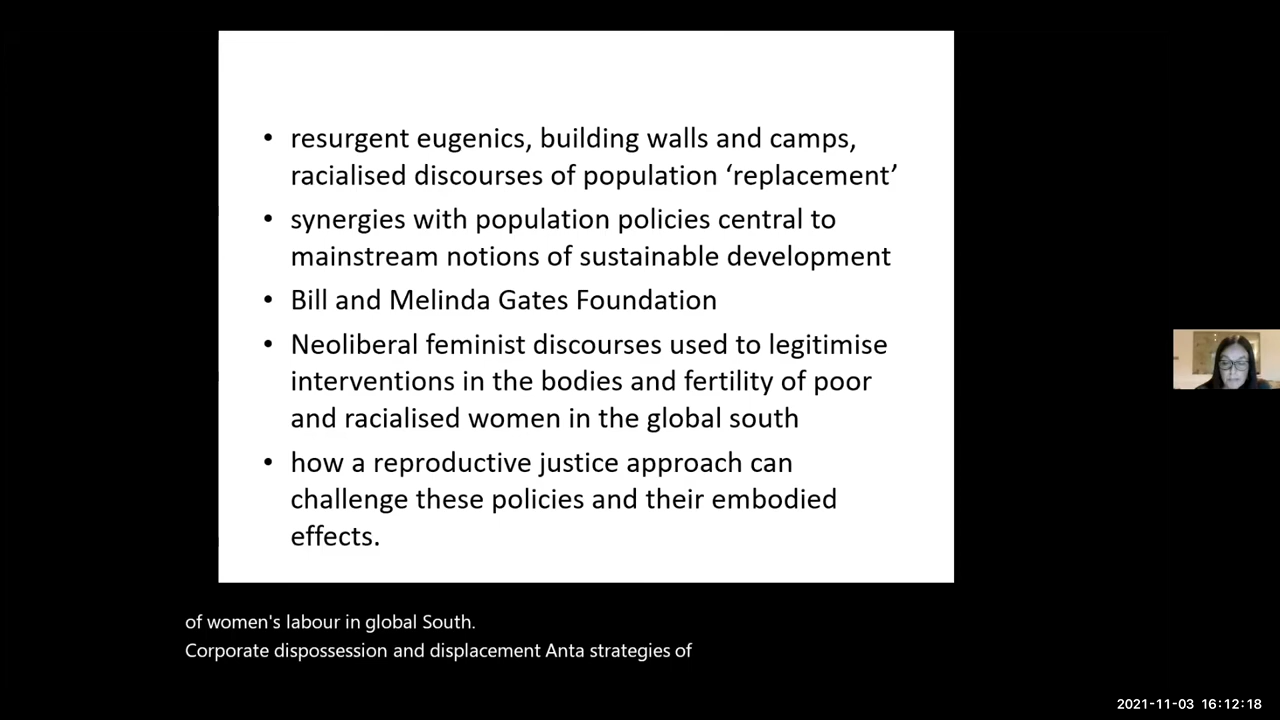 • resurgent eugenics, building walls and camps,
racialised discourses of population ‘replacement’
• synergies with population policies central to
mainstream notions of sustainable development
• Bill and Melinda Gates Foundation
• Neoliberal feminist discourses used to legitimise
interventions in the bodies and fertility of poor
and racialised women in the global south
• how a reproductive justice approach can
challenge these policies and their embodied
effects.
of women's labour in global South.
Corporate dispossession and displacement Anta strategies of
2021-11-03 16:12:18